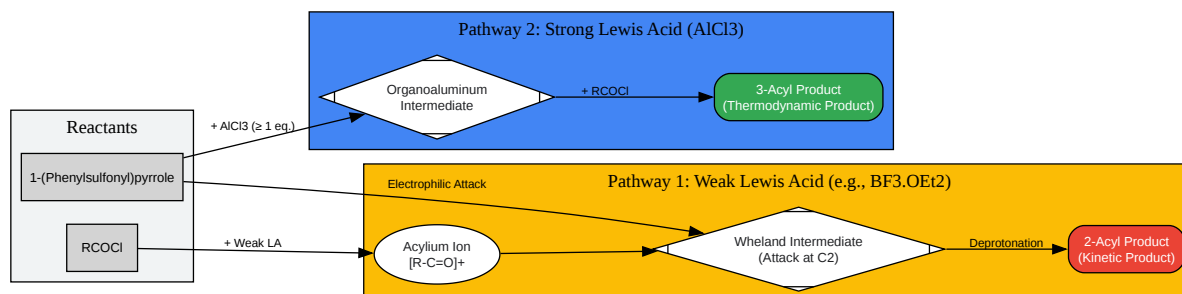 Pathway 2: Strong Lewis Acid (AlCl3)
Organoaluminum
Intermediate
+ RCOCl
3-Acyl Product
(Thermodynamic Product)
Reactants
+ AlCl3 (≥ 1 eq.)
1-(Phenylsulfonyl)pyrrole
RCOCl
+ Weak LA
Pathway 1: Weak Lewis Acid (e.g., BF3.OEt2)
Electrophilic Attack
Acylium Ion
[R-C=O]+
Wheland Intermediate
(Attack at C2)
Deprotonation
2-Acyl Product
(Kinetic Product)